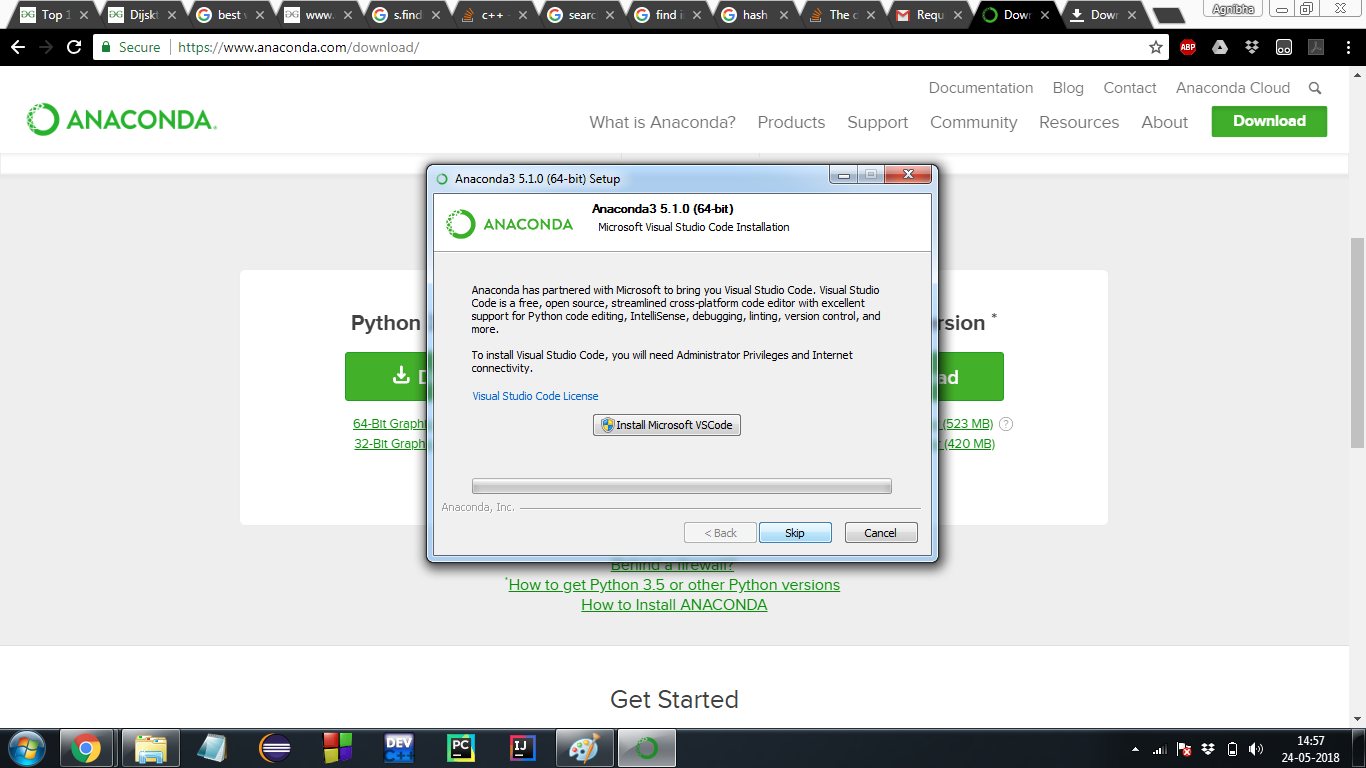 Top 1
Dijskt
best
www.
s.find
c++
searc
find i
hash
The c
Requ
Down
Down
Agnibha
Secure
https://www.anaconda.com/download/
ABP
Documentation Blog Contact Anaconda Cloud
ANACONDA.
What is Anaconda? Products Support Community Resources About Download
Anaconda3 5.1.0 (64-bit) Setup
ANACONDA
Anaconda3 5.1.0 (64-bit)
Microsoft Visual Studio Code Installation
Anaconda has partnered with Microsoft to bring you Visual Studio Code. Visual Studio
Code is a free, open source, streamlined cross-platform code editor with excellent
support for Python code editing, IntelliSense, debugging, linting, version control, and
more.
To install Visual Studio Code, you will need Administrator Privileges and Internet
connectivity.
Visual Studio Code License
Install Microsoft VSCode
Anaconda, Inc.
< Back Skip Cancel
Python
rsion *
D
ad
64-Bit Graphi
(523 MB) ?
32-Bit Graph
(420 MB)
Behind a firewall?
*How to get Python 3.5 or other Python versions
How to Install ANACONDA
Get Started
DEV
C++
PC
IJ
14:57
24-05-2018